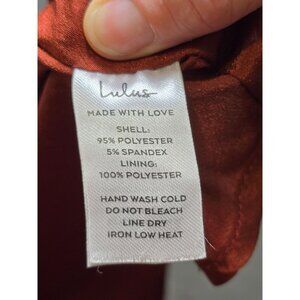 Lulus
MADE WITH LOVE
SHELL:
95% POLYESTER
5% SPANDEX
LINING:
100% POLYESTER
HAND WASH COLD
DO NOT BLEACH
LINE DRY
IRON LOW HEAT